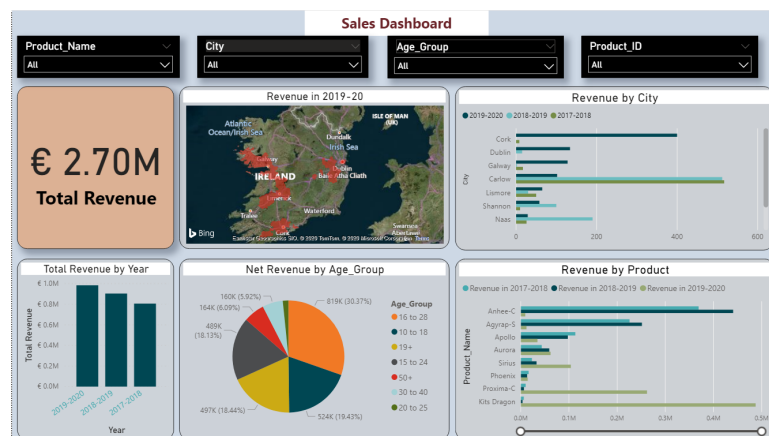 Sales Dashboard
Product_Name
All
City
All
Age_Group
All
Product_ID
All
€ 2.70M
Total Revenue
Revenue in 2019-20
Atlantic
Ocean/Irish Sea
ISLE OF MAN
(UK)
Dundalk
Irish Sea
Galway
Dublin
Baile Átha Cliath
IRELAND
Limerick
Tralee
Waterford
Cork
Swansea
Bing
Revenue by City
2019-2020 2018-2019 2017-2018
City
Cork
Dublin
Galway
Carlow
Lismore
Shannon
Naas
0 200 400 600
Total Revenue by Year
Total Revenue
€ 1.0M
€ 0.8M
€ 0.6M
€ 0.4M
€ 0.2M
€ 0.0M
2019-2020
2018-2019
2017-2018
Year
Net Revenue by Age_Group
160K (5.92%)
164K (6.09%)
489K
(18.13%)
497K (18.44%)
819K (30.37%)
524K (19.43%)
Age_Group
16 to 28
10 to 18
19+
15 to 24
50+
30 to 40
20 to 25
Revenue by Product
Revenue in 2017-2018 Revenue in 2018-2019 Revenue in 2019-2020
Product_Name
Anhee-C
Agyrap-S
Apollo
Aurora
Sirius
Phoenix
Proxima-C
Kits Dragon
0.0M 0.1M 0.2M 0.3M 0.4M 0.5M